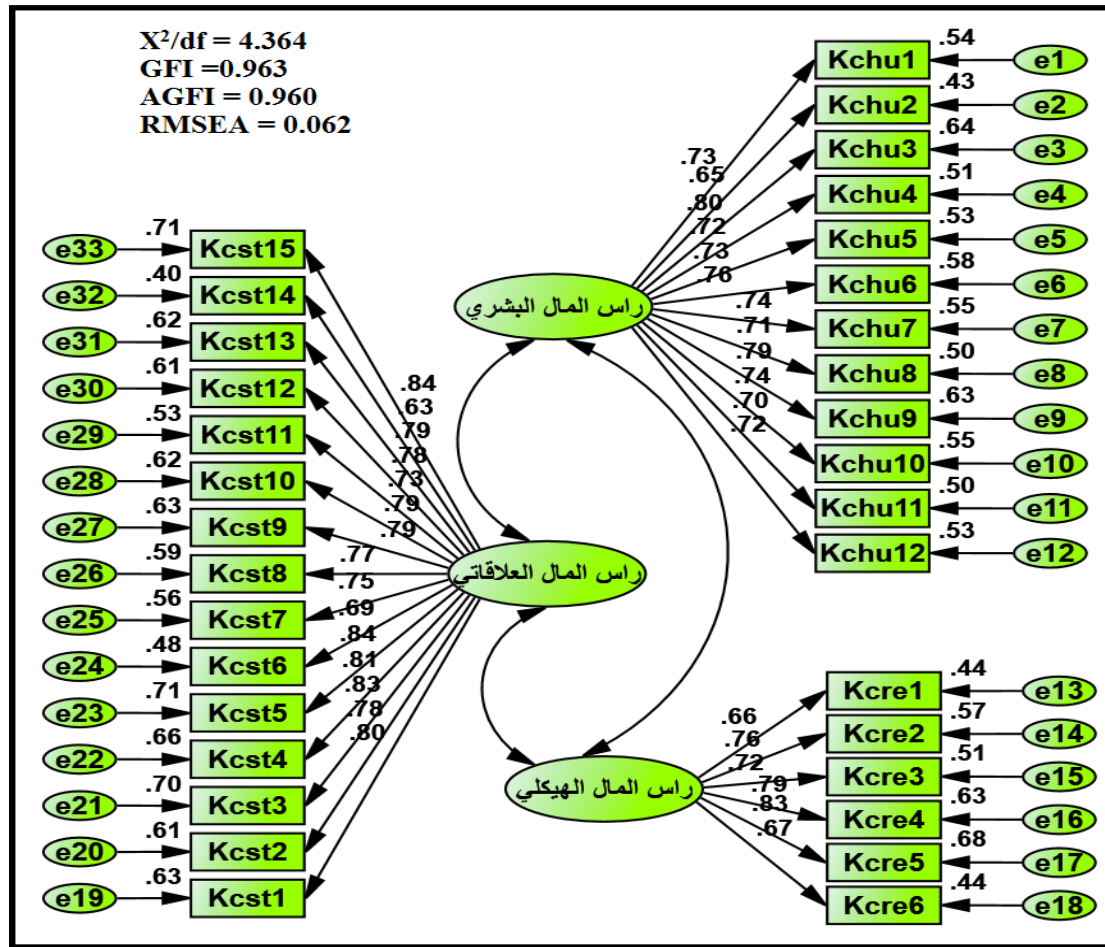 X²/df = 4.364
GFI =0.963
AGFI = 0.960
RMSEA = 0.062
.54
Kchu1
e1
.43
Kchu2
e2
.64
Kchu3
e3
.51
Kchu4
e4
.53
Kchu5
e5
.58
Kchu6
e6
.55
Kchu7
e7
.50
Kchu8
e8
.63
Kchu9
e9
.55
Kchu10
e10
.50
Kchu11
e11
.53
Kchu12
e12
.73
.65
.80
.72
.73
.76
.74
.71
.79
.74
.70
.72
راس المال البشري
.71
e33
Kcst15
.40
e32
Kcst14
.62
e31
Kcst13
.61
e30
Kcst12
.53
e29
Kcst11
.62
e28
Kcst10
.63
e27
Kcst9
.59
e26
Kcst8
.56
e25
Kcst7
.48
e24
Kcst6
.71
e23
Kcst5
.66
e22
Kcst4
.70
e21
Kcst3
.61
e20
Kcst2
.63
e19
Kcst1
.84
.63
.79
.78
.73
.79
.79
.77
.75
.69
.84
.81
.83
.78
.80
راس المال العلاقاتي
راس المال الهيكلي
.66
.76
.72
.79
.83
.67
.44
Kcre1
e13
.57
Kcre2
e14
.51
Kcre3
e15
.63
Kcre4
e16
.68
Kcre5
e17
.44
Kcre6
e18